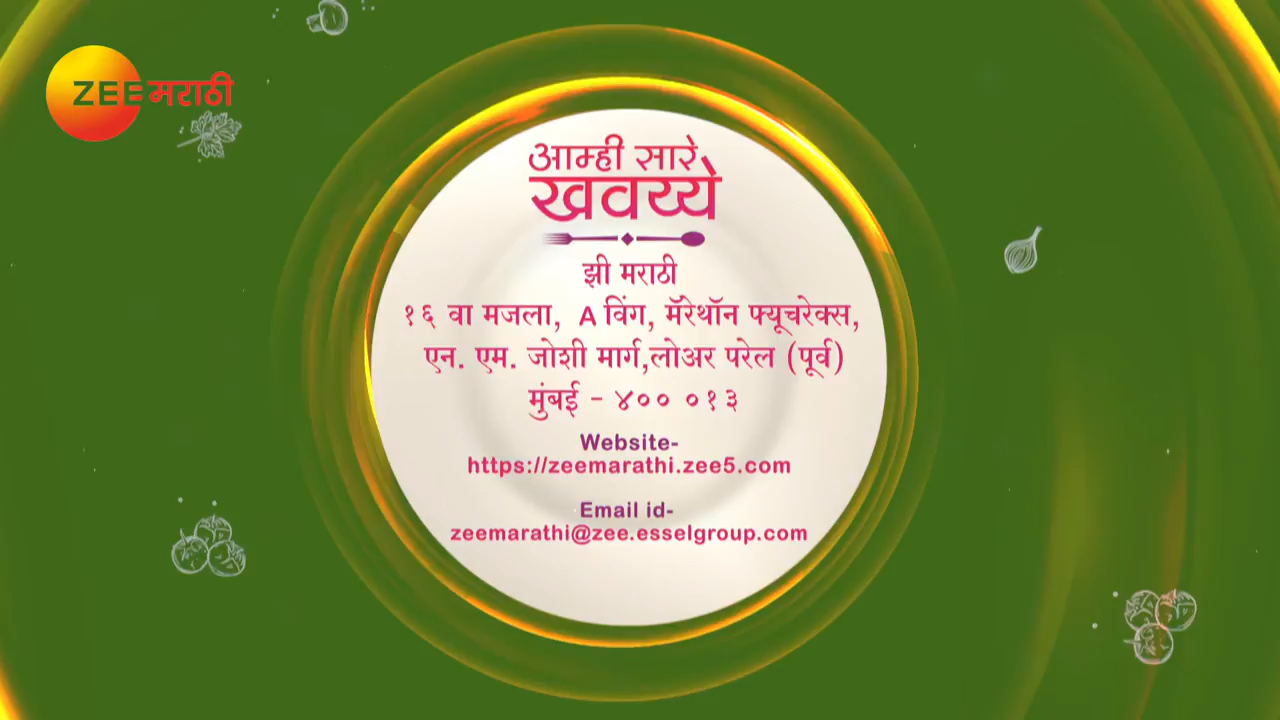 ZEE मराठी
आम्ही सारे
खवय्ये
झी मराठी
१६ वा मजला, A विंग, मॅरेथॉन फ्यूचरेक्स,
एन. एम. जोशी मार्ग,लोअर परेल (पूर्व)
मुंबई - ४०० ०१३
Website-
https://zeemarathi.zee5.com
Email id-
zeemarathi@zee.esselgroup.com